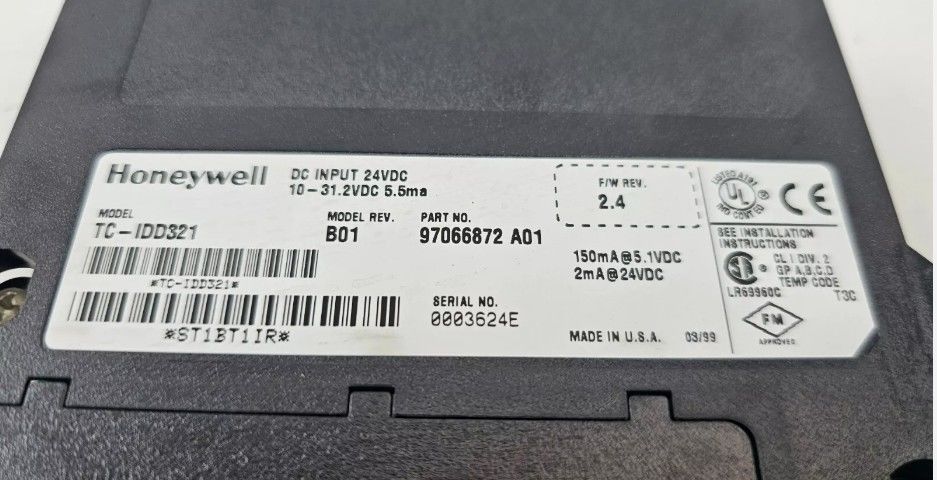 Honeywell
DC INPUT 24VDC
10-31.2VDC 5.5ma
F/W REV.
2.4
MODEL
TC-IDD321
MODEL REV.
B01
PART NO.
97066872 A01
*TC-IDD321*
*ST1BT1IR*
150mA@5.1VDC
2mA@24VDC
SERIAL NO.
0003624E
MADE IN U.S.A. 03/99
UL
CE
SEE INSTALLATION
INSTRUCTIONS
CL I DIV. 2
GP A,B,C,D
TEMP CODE
T3C
LR69960C
FM
APPROVED